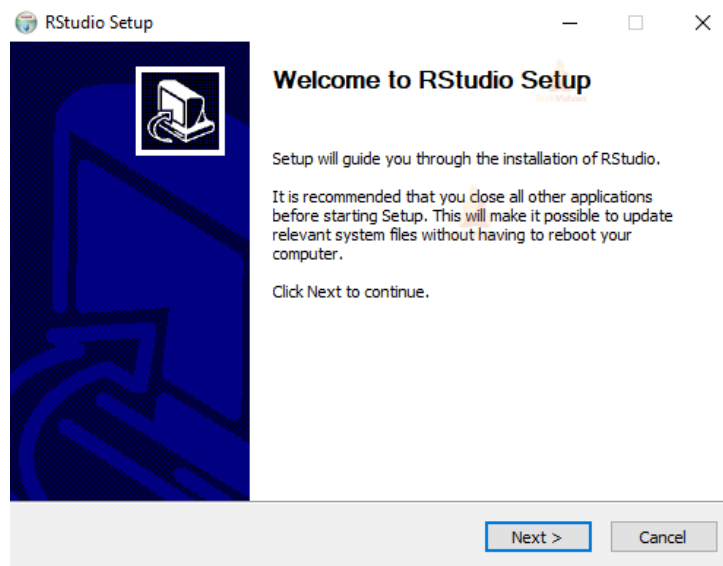 RStudio Setup
Welcome to RStudio Setup
TechVidvan
Setup will guide you through the installation of RStudio.
It is recommended that you close all other applications
before starting Setup. This will make it possible to update
relevant system files without having to reboot your
computer.
Click Next to continue.
Next >
Cancel